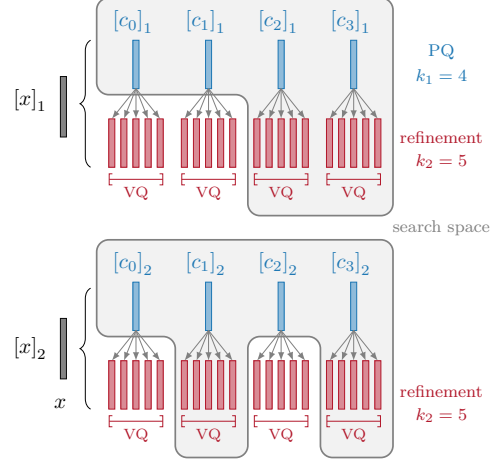 [c₀]₁ [c₁]₁ [c₂]₁ [c₃]₁ PQ
k₁ = 4
[x]₁
refinement
k₂ = 5
VQ VQ VQ VQ
search space
[c₀]₂ [c₁]₂ [c₂]₂ [c₃]₂
[x]₂
x
refinement
k₂ = 5
VQ VQ VQ VQ